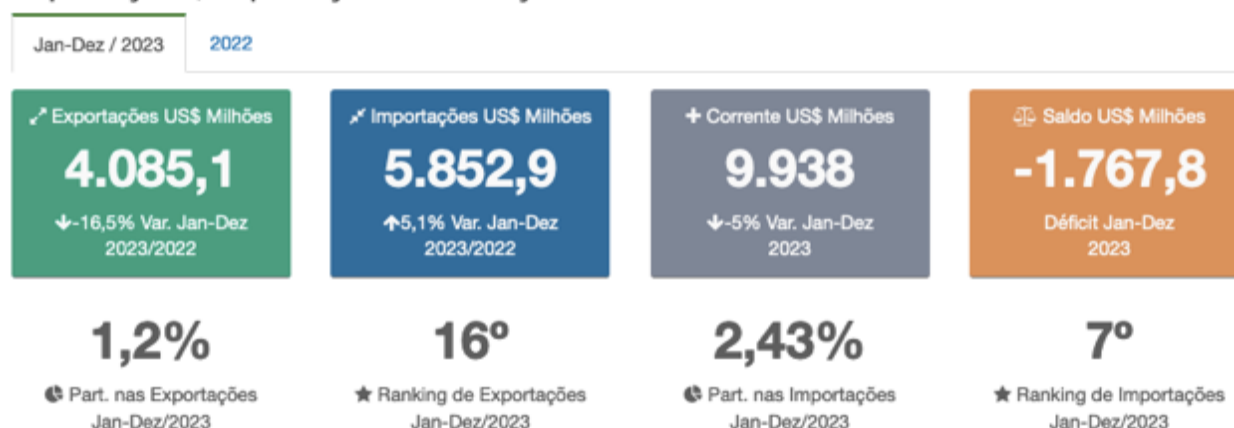 Jan-Dez / 2023 2022
Exportações US$ Milhões
4.085,1
-16,5% Var. Jan-Dez
2023/2022
Importações US$ Milhões
5.852,9
5,1% Var. Jan-Dez
2023/2022
Corrente US$ Milhões
9.938
-5% Var. Jan-Dez
2023
Saldo US$ Milhões
-1.767,8
Déficit Jan-Dez
2023
1,2%
Part. nas Exportações
Jan-Dez/2023
16º
Ranking de Exportações
Jan-Dez/2023
2,43%
Part. nas Importações
Jan-Dez/2023
7º
Ranking de Importações
Jan-Dez/2023